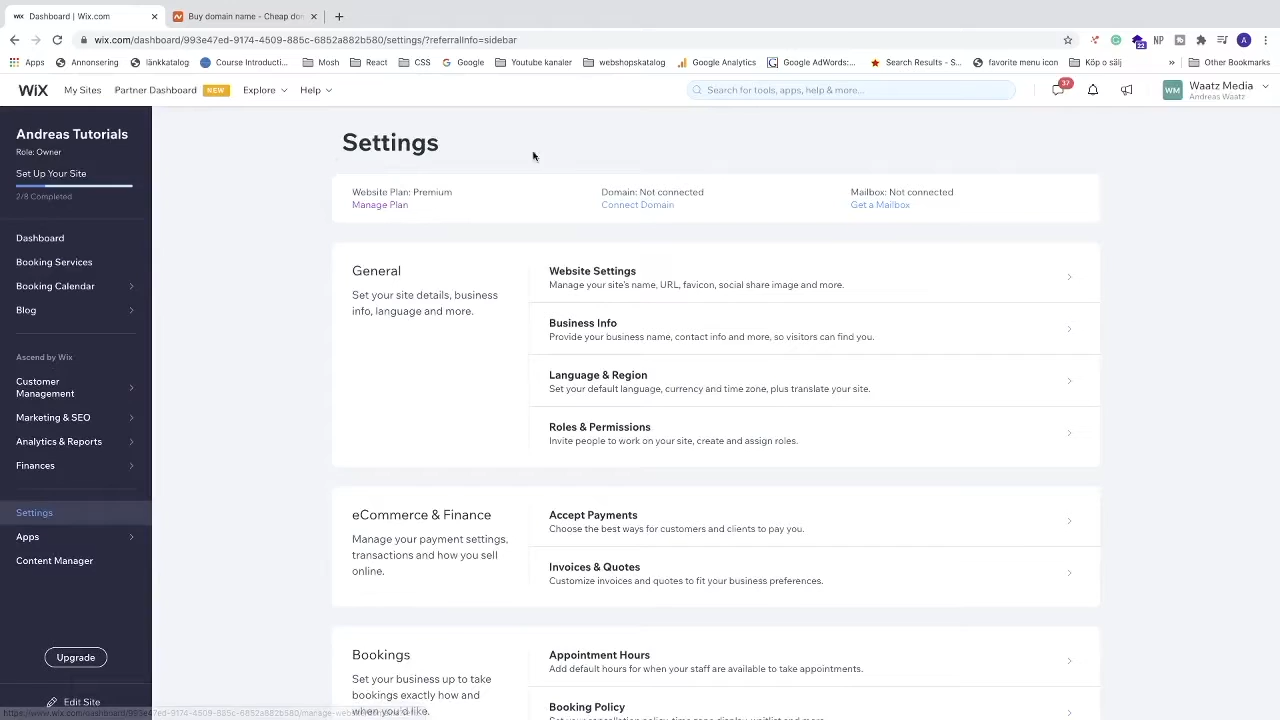 Dashboard | Wix.com
Buy domain name - Cheap do
wix.com/dashboard/993e47ed-9174-4509-885c-6852a882b580/settings/?referralInfo=sidebar
Apps
Annonsering
länkkatalog
Course Introducti...
Mosh
React
CSS
Google
Youtube kanaler
webshopskatalog
Google Analytics
Google AdWords:...
Search Results - S...
favorite menu icon
Köp o sälj
»
Other Bookmarks
22
NP
A
WiX
My Sites
Partner Dashboard
NEW
Explore
Help
Search for tools, apps, help & more...
37
WM
Waatz Media
Andreas Waatz
Andreas Tutorials
Role: Owner
Set Up Your Site
2/8 Completed
Dashboard
Booking Services
Booking Calendar
Blog
Ascend by Wix
Customer
Management
Marketing & SEO
Analytics & Reports
Finances
Settings
Apps
Content Manager
Upgrade
Edit Site
Settings
Website Plan: Premium
Manage Plan
Domain: Not connected
Connect Domain
Mailbox: Not connected
Get a Mailbox
General
Set your site details, business
info, language and more.
Website Settings
Manage your site's name, URL, favicon, social share image and more.
Business Info
Provide your business name, contact info and more, so visitors can find you.
Language & Region
Set your default language, currency and time zone, plus translate your site.
Roles & Permissions
Invite people to work on your site, create and assign roles.
eCommerce & Finance
Manage your payment settings,
transactions and how you sell
online.
Accept Payments
Choose the best ways for customers and clients to pay you.
Invoices & Quotes
Customize invoices and quotes to fit your business preferences.
Bookings
Set your business up to take
bookings exactly how and
when you'd like.
Appointment Hours
Add default hours for when your staff are available to take appointments.
Booking Policy